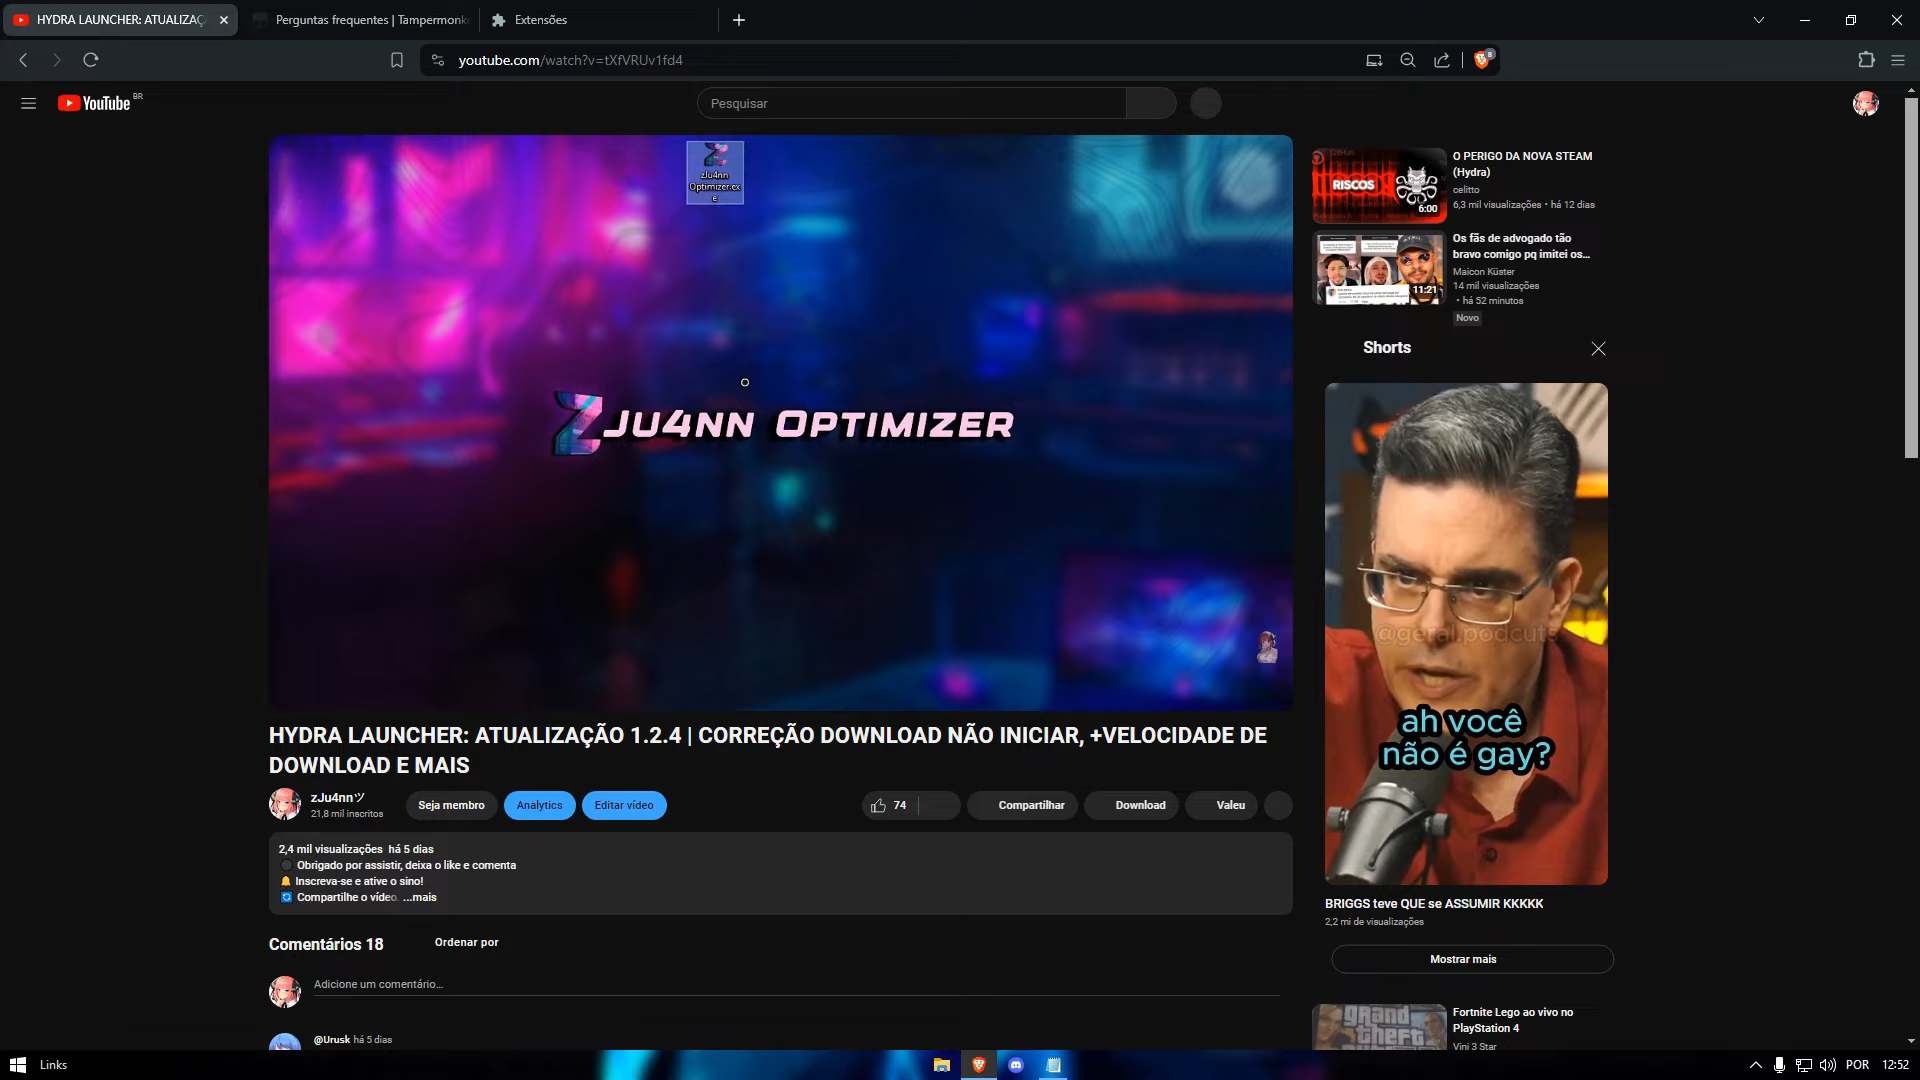 HYDRA LAUNCHER: ATUALIZAÇ
Perguntas frequentes | Tampermonk
Extensões
youtube.com/watch?v=tXfVRUv1fd4
8
YouTube BR
Pesquisar
zJu4nn
Optimizer.ex
e
ZJu4nn Optimizer
HYDRA LAUNCHER: ATUALIZAÇÃO 1.2.4 | CORREÇÃO DOWNLOAD NÃO INICIAR, +VELOCIDADE DE
DOWNLOAD E MAIS
zJu4nnツ
21,8 mil inscritos
Seja membro
Analytics
Editar vídeo
74
Compartilhar
Download
Valeu
2,4 mil visualizações há 5 dias
Obrigado por assistir, deixa o like e comenta
🔔 Inscreva-se e ative o sino!
Compartilhe o vídeo. ...mais
Comentários 18
Ordenar por
Adicione um comentário...
@Urusk há 5 dias
RISCOS
6:00
O PERIGO DA NOVA STEAM
(Hydra)
celitto
6,3 mil visualizações • há 12 dias
11:21
Os fãs de advogado tão
bravo comigo pq imitei os...
Maicon Küster
14 mil visualizações
• há 52 minutos
Novo
Shorts
@geral.podcuts
ah você
não é gay?
BRIGGS teve QUE se ASSUMIR KKKKK
2,2 mi de visualizações
Mostrar mais
grand
theft
Fortnite Lego ao vivo no
PlayStation 4
Vini 3 Star
Links
POR
12:52